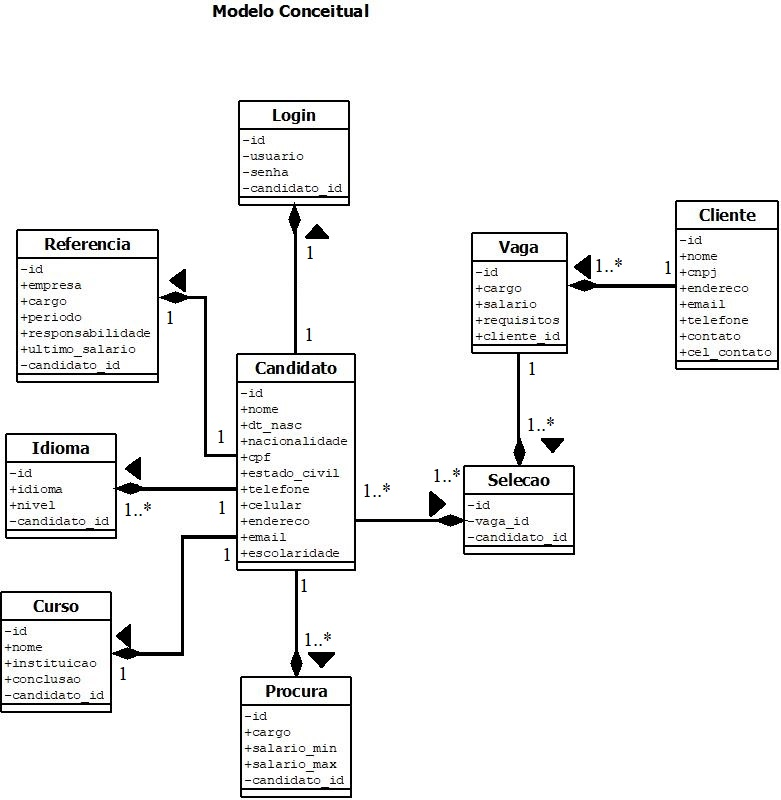 Modelo Conceitual
Login
-id
-usuario
-senha
-candidato_id
1
1
Referencia
-id
+empresa
+cargo
+periodo
+responsabilidade
+ultimo_salario
-candidato_id
1
1
Vaga
-id
+cargo
+salario
+requisitos
+cliente_id
1..*
1
Cliente
-id
+nome
+cnpj
+endereco
+email
+telefone
+contato
+cel_contato
Candidato
-id
+nome
+dt_nasc
+nacionalidade
+cpf
+estado_civil
+telefone
+celular
+endereco
+email
+escolaridade
1
1..*
Idioma
-id
+idioma
+nivel
-candidato_id
1..*
1
1..*
1..*
Selecao
-id
-vaga_id
-candidato_id
Curso
-id
+nome
+instituicao
+conclusao
-candidato_id
1
1
1
1..*
Procura
-id
+cargo
+salario_min
+salario_max
-candidato_id